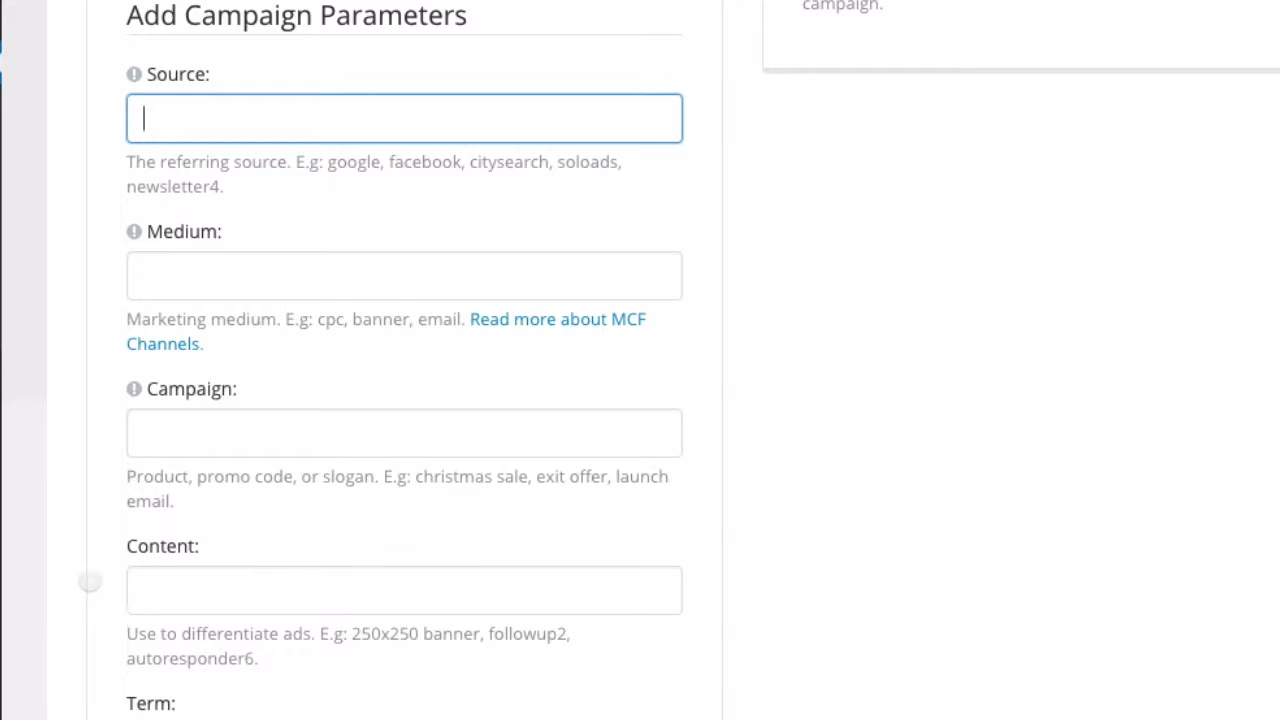 Add Campaign Parameters
campaign.
Source:
The referring source. E.g: google, facebook, citysearch, soloads,
newsletter4.
Medium:
Marketing medium. E.g: cpc, banner, email. Read more about MCF
Channels.
Campaign:
Product, promo code, or slogan. E.g: christmas sale, exit offer, launch
email.
Content:
Use to differentiate ads. E.g: 250x250 banner, followup2,
autoresponder6.
Term: